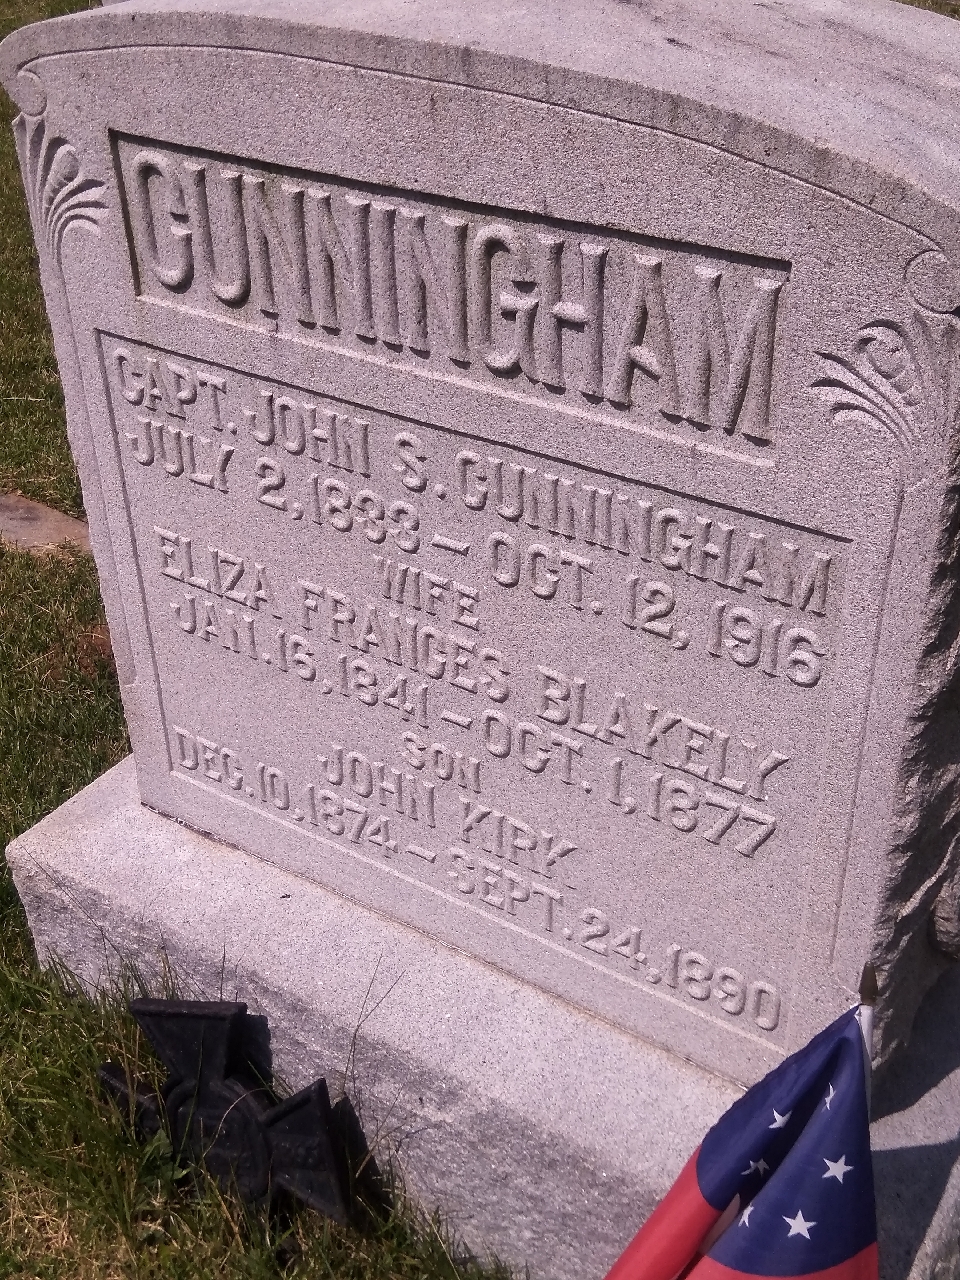 CUNNINGHAM
CAPT. JOHN S. CUNNINGHAM
JULY 2, 1833 – OCT. 12, 1916
WIFE
ELIZA. FRANCES BLAKELY
JAN. 16, 1841 – OCT. 1, 1877
SON
JOHN KIRK
DEC. 10, 1874. – SEPT. 24, 1890